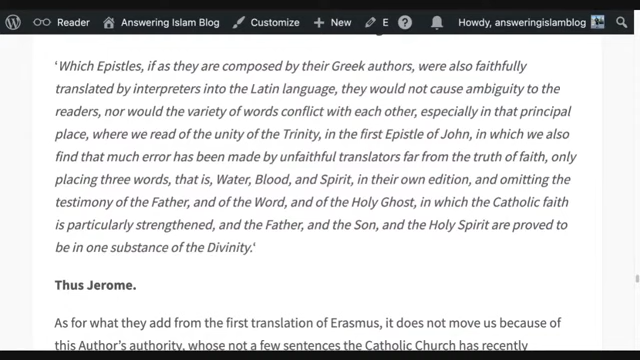 Reader Answering Islam Blog Customize New E Howdy, answeringislamblog
'Which Epistles, if as they are composed by their Greek authors, were also faithfully
translated by interpreters into the Latin language, they would not cause ambiguity to the
readers, nor would the variety of words conflict with each other, especially in that principal
place, where we read of the unity of the Trinity, in the first Epistle of John, in which we also
find that much error has been made by unfaithful translators far from the truth of faith, only
placing three words, that is, Water, Blood, and Spirit, in their own edition, and omitting the
testimony of the Father, and of the Word, and of the Holy Ghost, in which the Catholic faith
is particularly strengthened, and the Father, and the Son, and the Holy Spirit are proved to
be in one substance of the Divinity.'
Thus Jerome.
As for what they add from the first translation of Erasmus, it does not move us because of
this Author's authority, whose not a few sentences the Catholic Church has recently